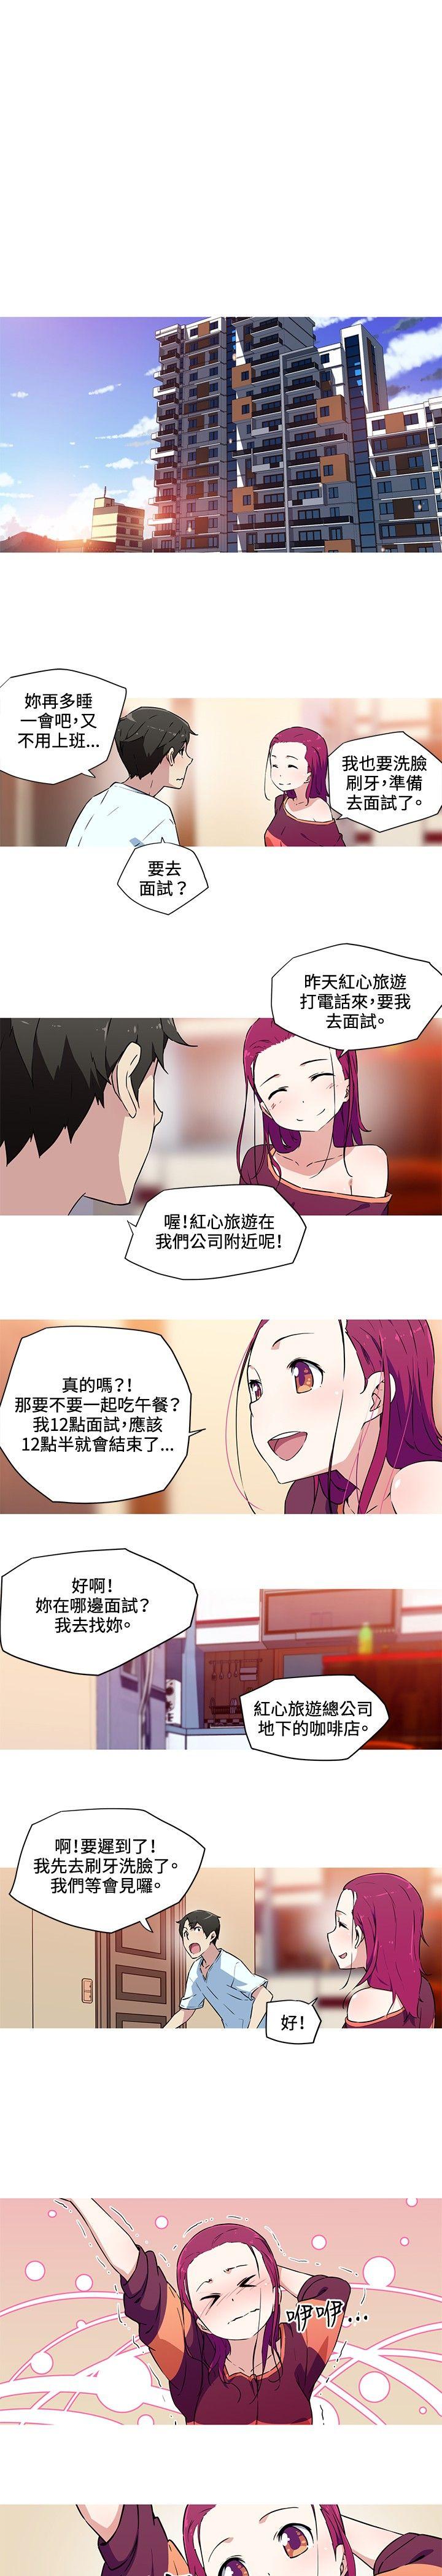 妳再多睡
一會吧，又
不用上班...
我也要洗臉
刷牙，準備
去面試了。
要去
面試？
昨天紅心旅遊
打電話來，要我
去面試。
喔！紅心旅遊在
我們公司附近呢！
真的嗎？！
那要不要一起吃午餐？
我12點面試，應該
12點半就會結束了...
好啊！
妳在哪邊面試？
我去找妳。
紅心旅遊總公司
地下的咖啡店。
啊！要遲到了！
我先去刷牙洗臉了。
我們等會見囉。
好！
咿咿...